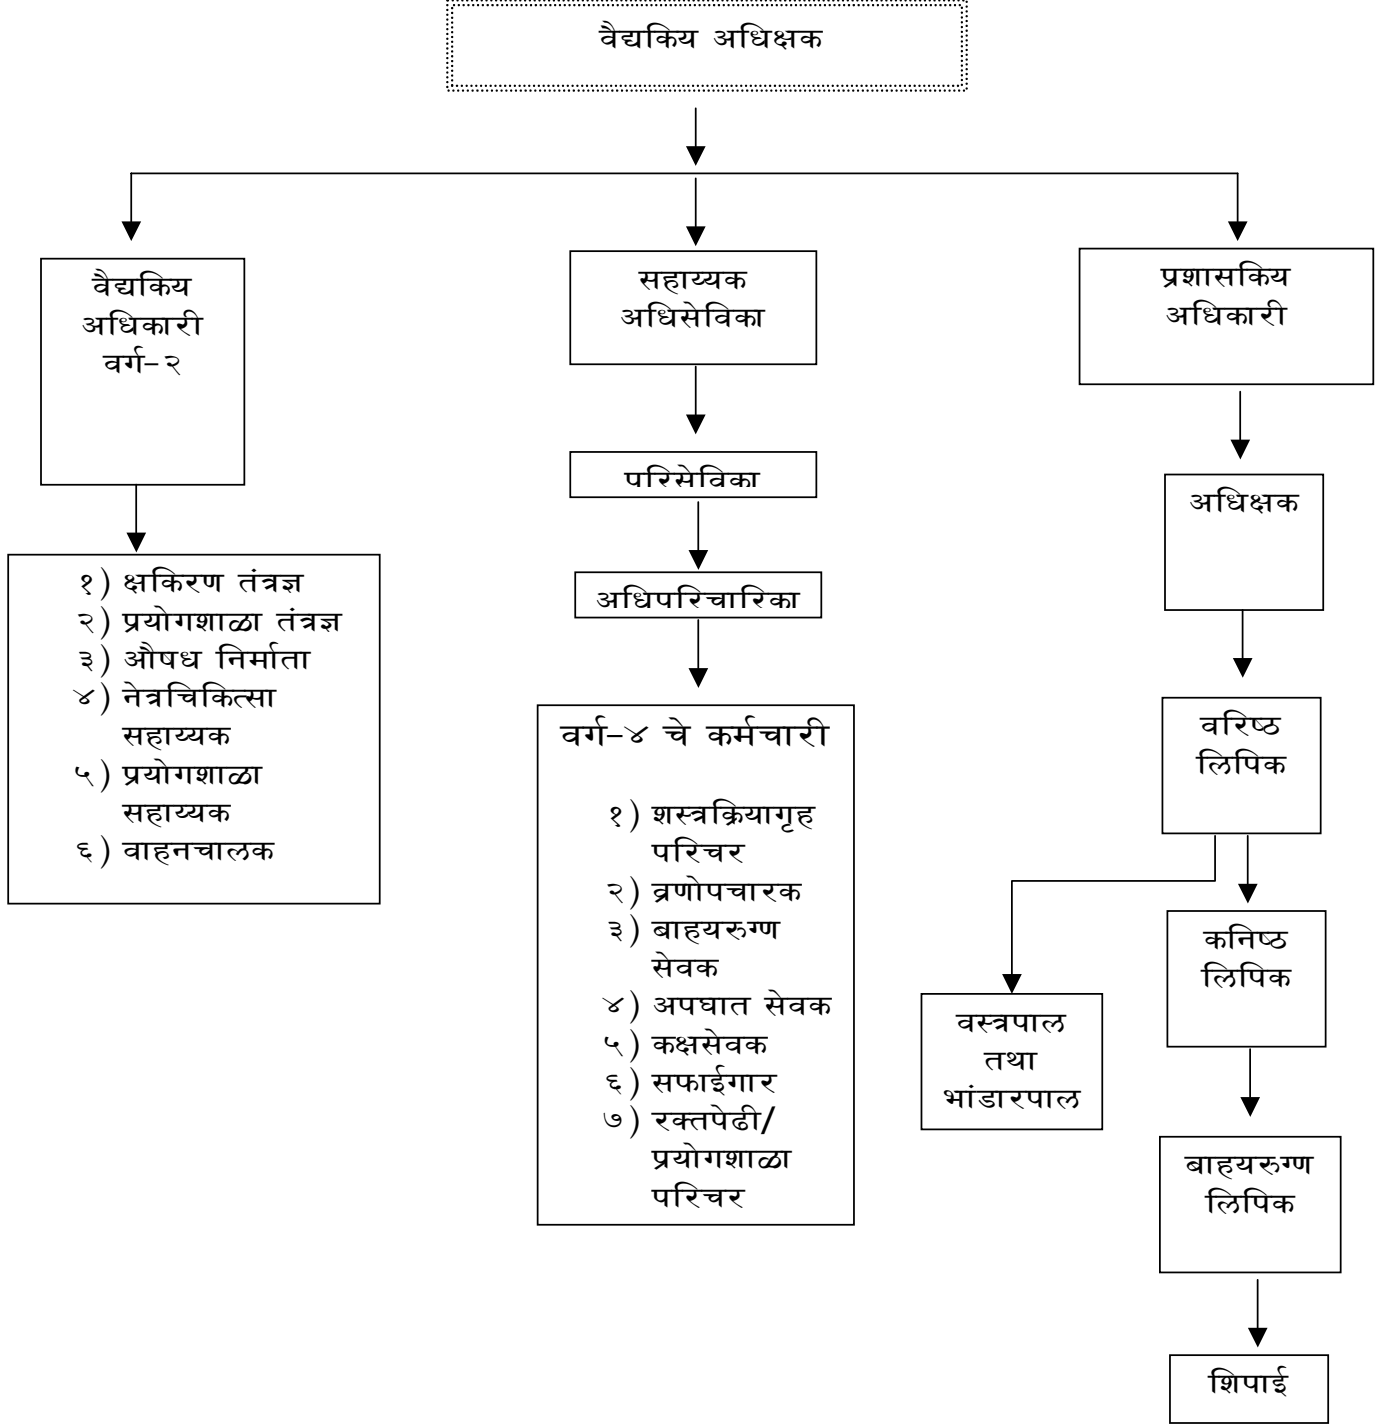 वैद्यकिय अधिक्षक
वैद्यकिय
अधिकारी
वर्ग-२
सहाय्यक
अधिसेविका
प्रशासकिय
अधिकारी
परिसेविका
अधिक्षक
अधिपरिचारिका
१) क्षकिरण तंत्रज्ञ
२) प्रयोगशाळा तंत्रज्ञ
३) औषध निर्माता
४) नेत्रचिकित्सा
सहाय्यक
५) प्रयोगशाळा
सहाय्यक
६) वाहनचालक
वर्ग-४ चे कर्मचारी
१) शस्त्रक्रियागृह
परिचर
२) व्रणोपचारक
३) बाहयरुग्ण
सेवक
४) अपघात सेवक
५) कक्षसेवक
६) सफाईगार
७) रक्तपेढी/
प्रयोगशाळा
परिचर
वरिष्ठ
लिपिक
कनिष्ठ
लिपिक
वस्त्रपाल
तथा
भांडारपाल
बाहयरुग्ण
लिपिक
शिपाई